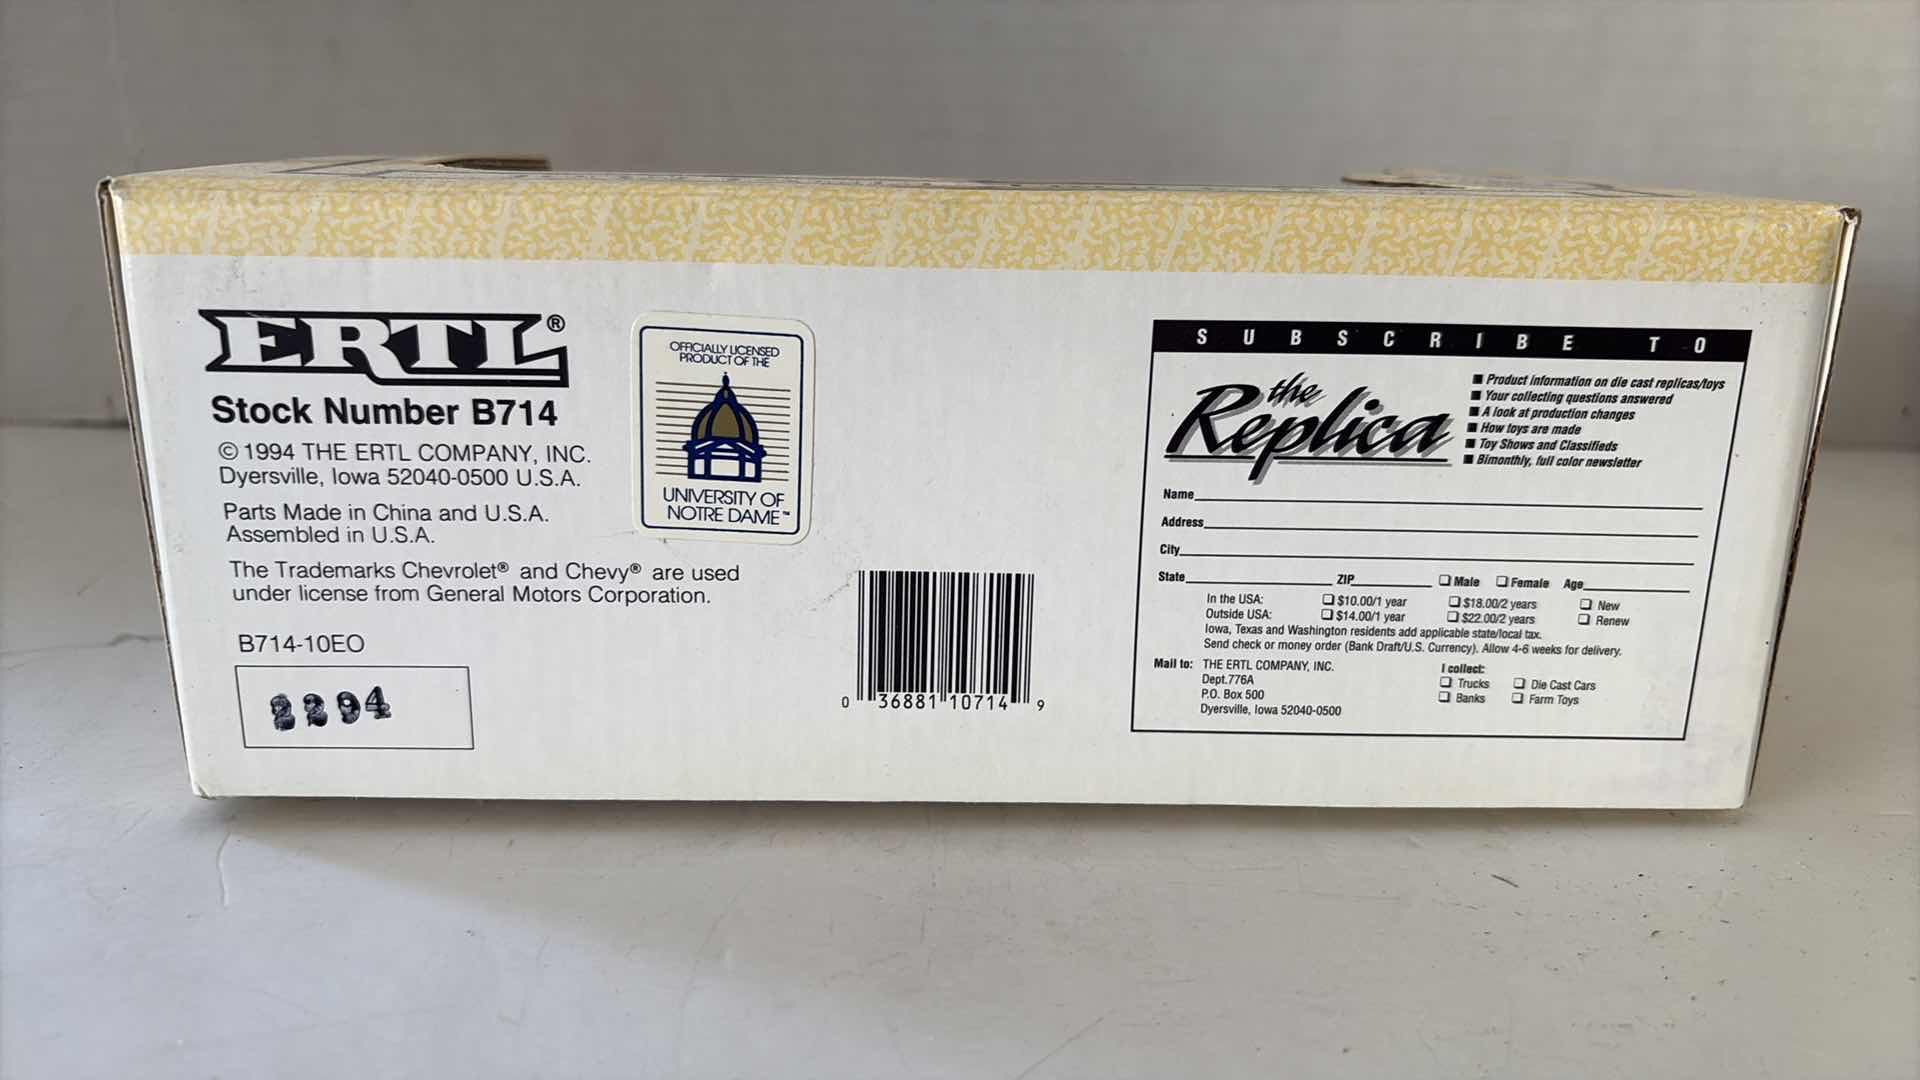 ERTL®
Stock Number B714
© 1994 THE ERTL COMPANY, INC.
Dyersville, Iowa 52040-0500 U.S.A.
Parts Made in China and U.S.A.
Assembled in U.S.A.
The Trademarks Chevrolet® and Chevy® are used
under license from General Motors Corporation.
B714-10EO
2294
OFFICIALLY LICENSED
PRODUCT OF THE
UNIVERSITY OF
NOTRE DAME™
0 36881 10714 9
SUBSCRIBE TO
the
Replica
■ Product information on die cast replicas/toys
■ Your collecting questions answered
■ A look at production changes
■ How toys are made
■ Toy Shows and Classifieds
■ Bimonthly, full color newsletter
Name
Address
City
State ZIP ❏ Male ❏ Female Age
In the USA: ❏ $10.00/1 year ❏ $18.00/2 years ❏ New
Outside USA: ❏ $14.00/1 year ❏ $22.00/2 years ❏ Renew
Iowa, Texas and Washington residents add applicable state/local tax.
Send check or money order (Bank Draft/U.S. Currency). Allow 4-6 weeks for delivery.
Mail to: THE ERTL COMPANY, INC.
Dept.776A
P.O. Box 500
Dyersville, Iowa 52040-0500
I collect:
❏ Trucks ❏ Die Cast Cars
❏ Banks ❏ Farm Toys